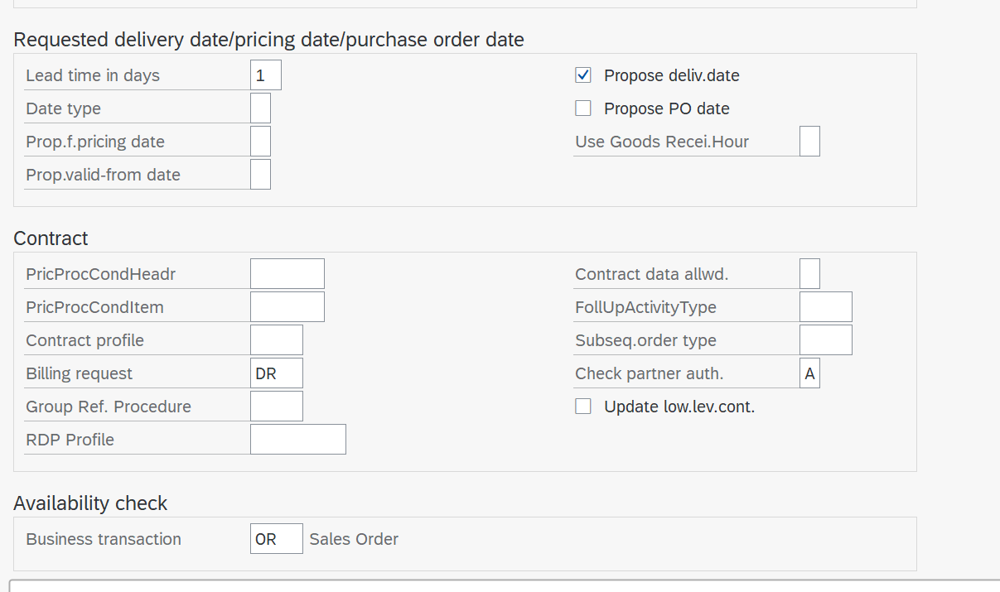 Requested delivery date/pricing date/purchase order date
Lead time in days 1 Propose deliv.date
Date type Propose PO date
Prop.f.pricing date Use Goods Recei.Hour
Prop.valid-from date
Contract
PricProcCondHeadr Contract data allwd.
PricProcCondItem FollUpActivityType
Contract profile Subseq.order type
Billing request DR Check partner auth. A
Group Ref. Procedure Update low.lev.cont.
RDP Profile
Availability check
Business transaction OR Sales Order